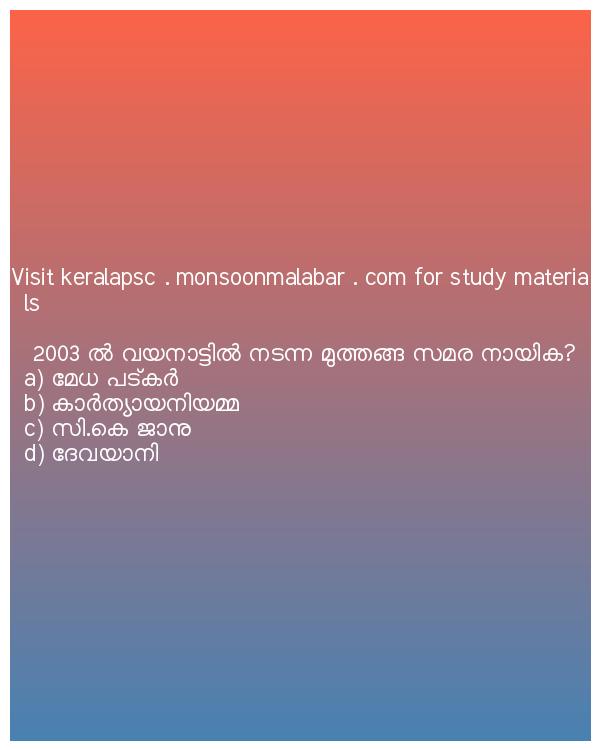 Visit keralapsc . monsoonmalabar . com for study materia
ls
2003 ൽ വയനാട്ടിൽ നടന്ന മുത്തങ്ങ സമര നായിക?
a) മേധ പട്കർ
b) കാർത്യായനിയമ്മ
c) സി.കെ ജാനു
d) ദേവയാനി